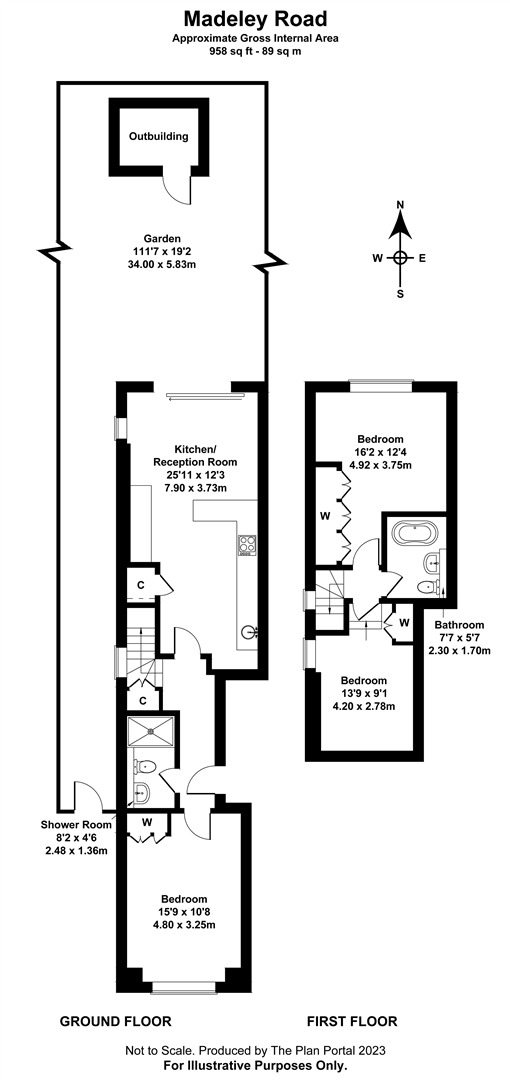 Madeley Road
Approximate Gross Internal Area
958 sq ft - 89 sq m
Outbuilding
Garden
111'7 x 19'2
34.00 x 5.83m
N
W
E
S
Kitchen/
Reception Room
25'11 x 12'3
7.90 x 3.73m
C
C
Shower Room
8'2 x 4'6
2.48 x 1.36m
W
Bedroom
15'9 x 10'8
4.80 x 3.25m
Bedroom
16'2 x 12'4
4.92 x 3.75m
W
W
Bathroom
7'7 x 5'7
2.30 x 1.70m
Bedroom
13'9 x 9'1
4.20 x 2.78m
GROUND FLOOR
FIRST FLOOR
Not to Scale. Produced by The Plan Portal 2023
For Illustrative Purposes Only.